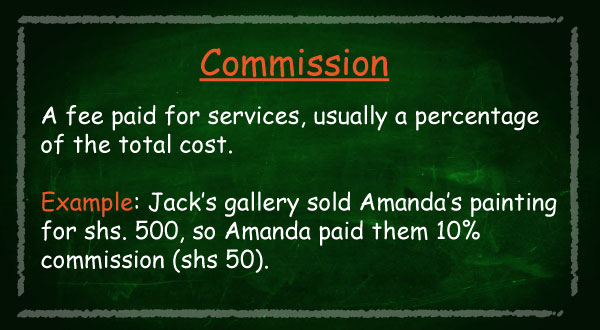 Commission
A fee paid for services, usually a percentage
of the total cost.
Example: Jack's gallery sold Amanda's painting
for shs. 500, so Amanda paid them 10%
commission (shs 50).